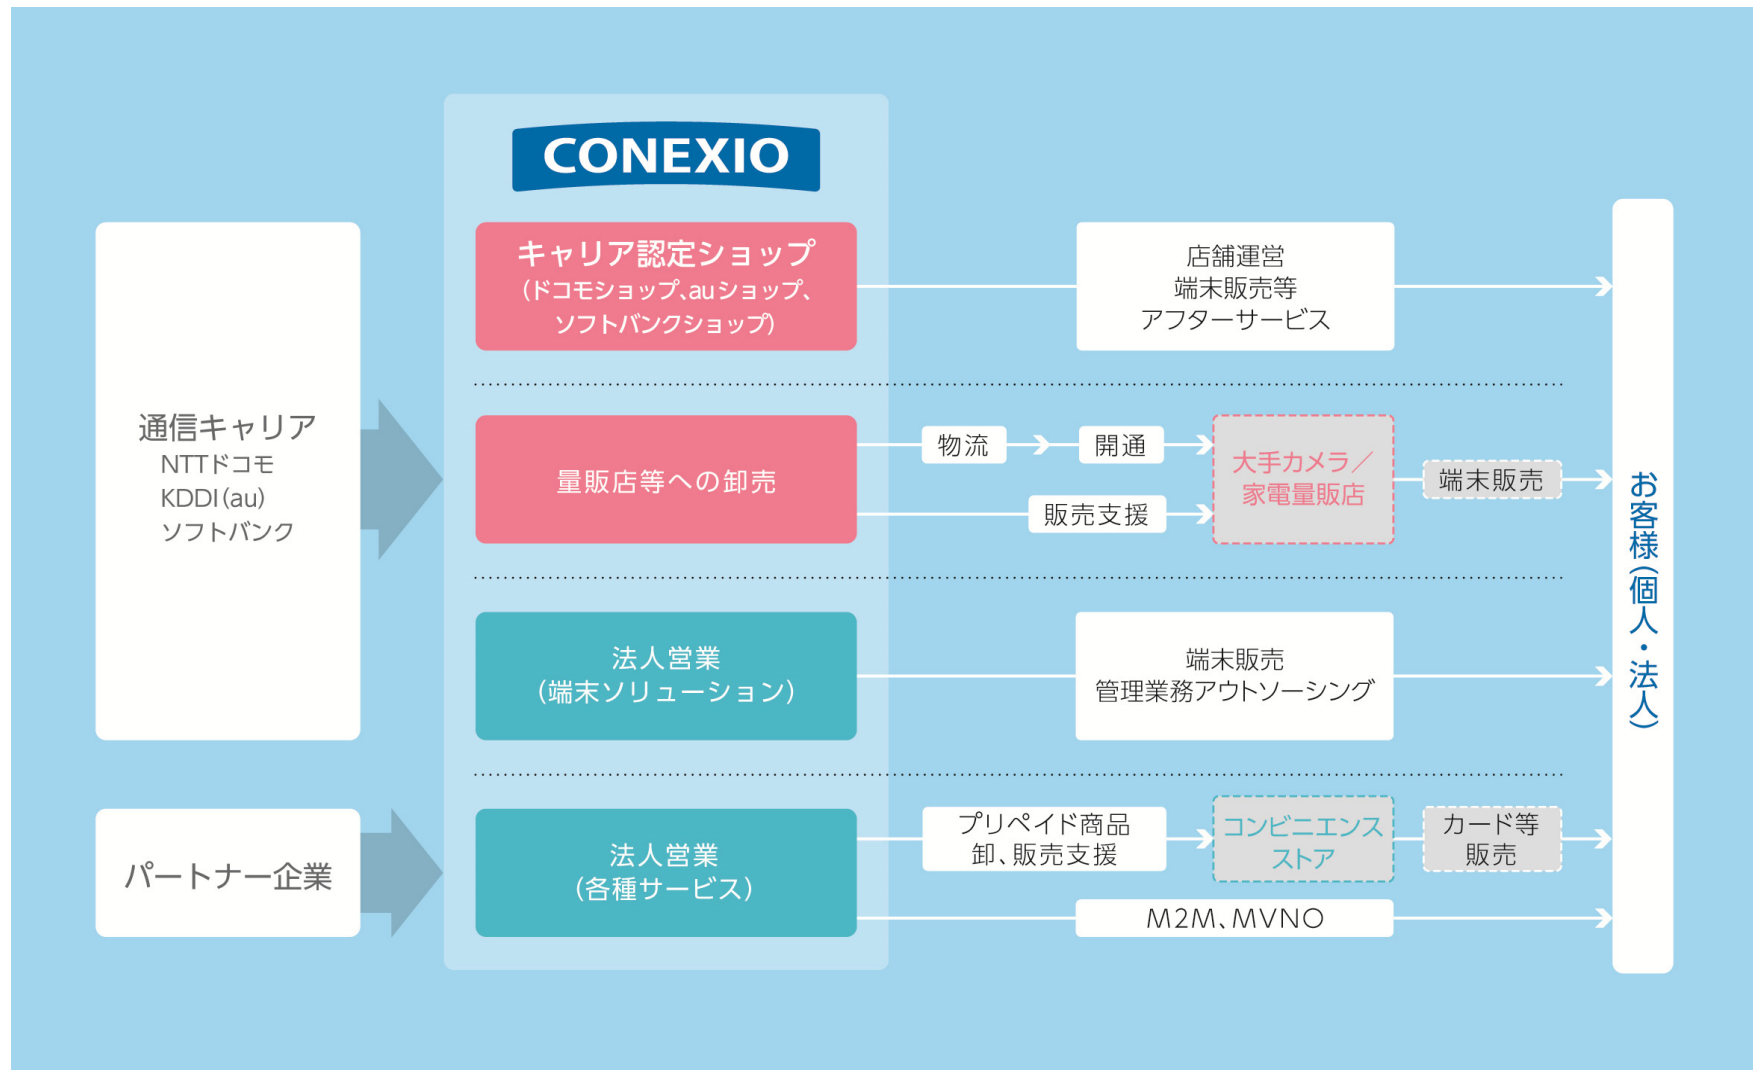 CONEXIO
通信キャリア
NTTドコモ
KDDI(au)
ソフトバンク
キャリア認定ショップ
(ドコモショップ、auショップ、
ソフトバンクショップ)
店舗運営
端末販売等
アフターサービス
量販店等への卸売
物流
開通
販売支援
大手カメラ／
家電量販店
端末販売
法人営業
(端末ソリューション)
端末販売
管理業務アウトソーシング
パートナー企業
法人営業
(各種サービス)
プリペイド商品
卸、販売支援
コンビニエンス
ストア
カード等
販売
M2M、MVNO
お客様(個人・法人)